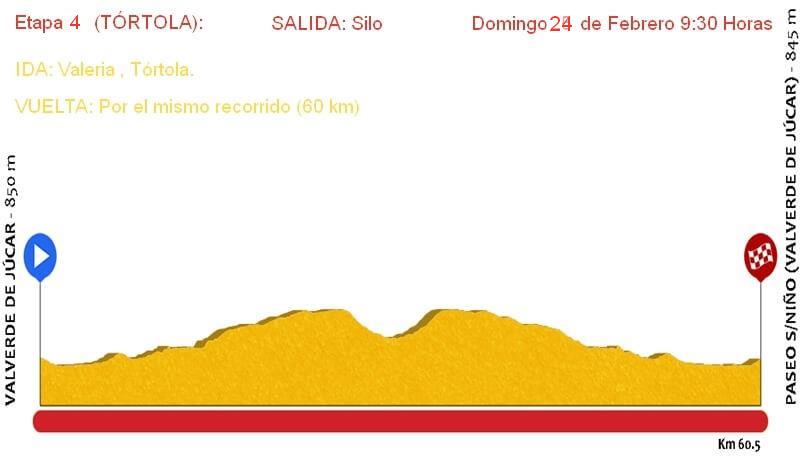 Etapa 4 (TÓRTOLA): SALIDA: Silo Domingo 24 de Febrero 9:30 Horas
IDA: Valeria , Tórtola.
VUELTA: Por el mismo recorrido (60 km)
VALVERDE DE JÚCAR - 850 m
PASEO S/NIÑO (VALVERDE DE JÚCAR) - 845 m
Km 60.5